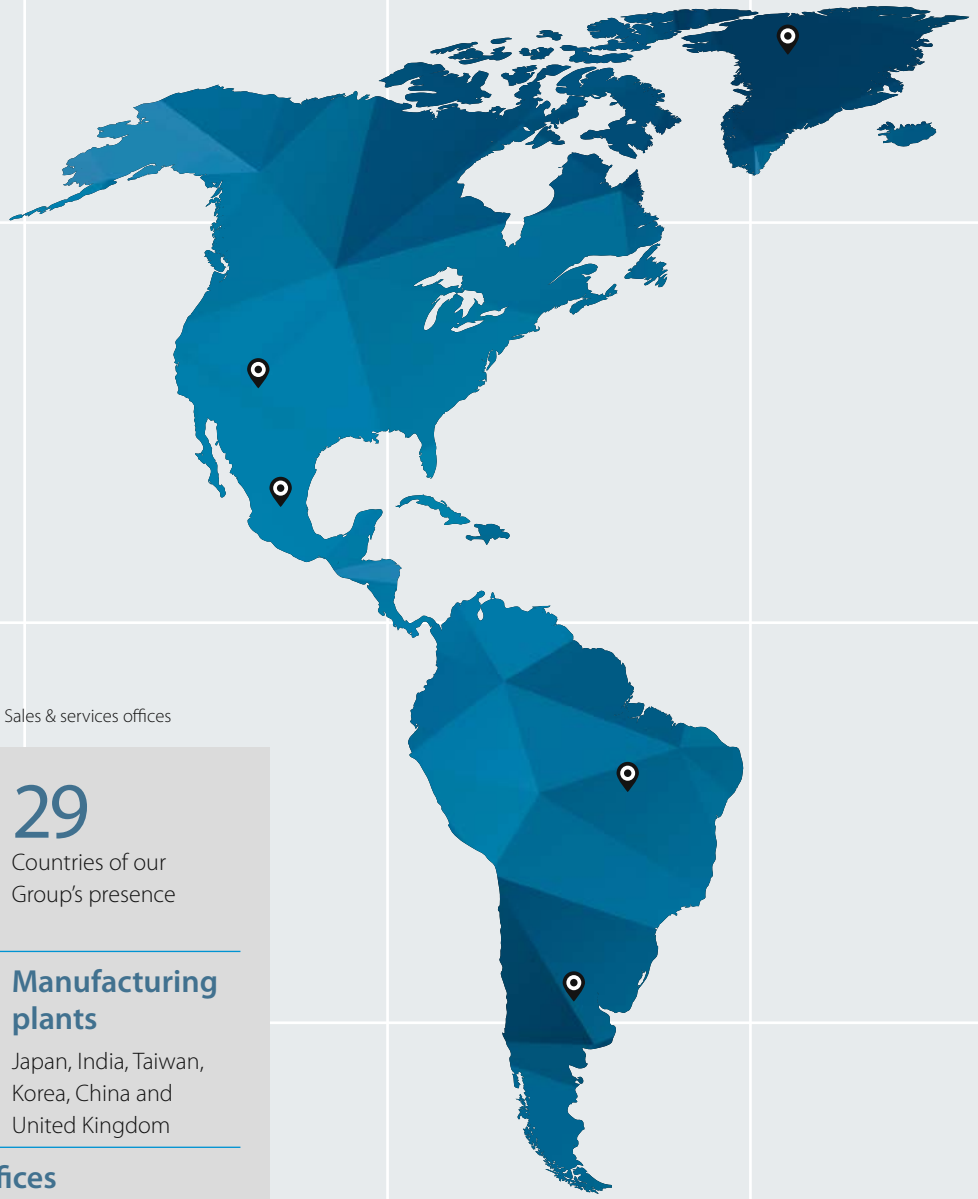 Sales & services offices
29
Countries of our
Group's presence
Manufacturing
plants
Japan, India, Taiwan,
Korea, China and
United Kingdom
fices